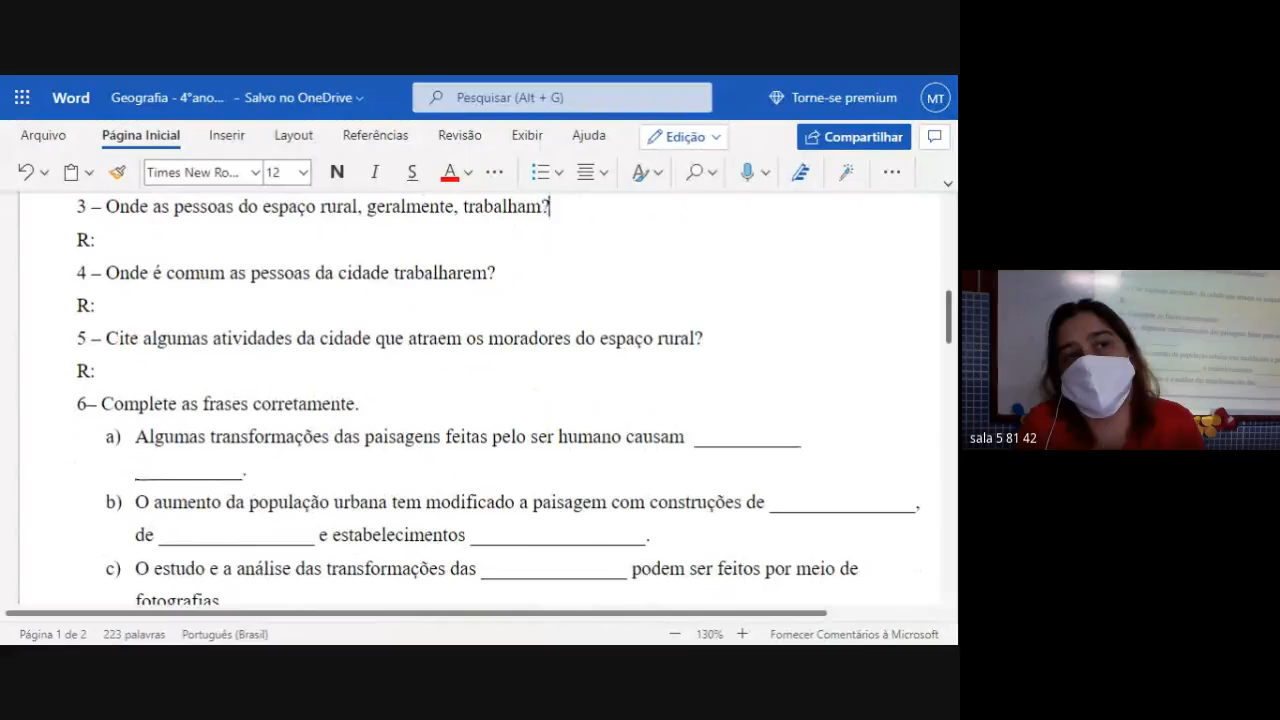 Word Geografia - 4°ano... – Salvo no OneDrive Pesquisar (Alt + G) Torne-se premium MT
Arquivo Página Inicial Inserir Layout Referências Revisão Exibir Ajuda Edição Compartilhar
Times New Ro... 12 N I S A
3 – Onde as pessoas do espaço rural, geralmente, trabalham?
R:
4 – Onde é comum as pessoas da cidade trabalharem?
R:
5 – Cite algumas atividades da cidade que atraem os moradores do espaço rural?
R:
6– Complete as frases corretamente.
a) Algumas transformações das paisagens feitas pelo ser humano causam ___________
___________.
b) O aumento da população urbana tem modificado a paisagem com construções de _______________,
de ________________ e estabelecimentos __________________.
c) O estudo e a análise das transformações das _______________ podem ser feitos por meio de
fotografias
sala 5 81 42
Página 1 de 2 223 palavras Português (Brasil) 130% Fornecer Comentários à Microsoft